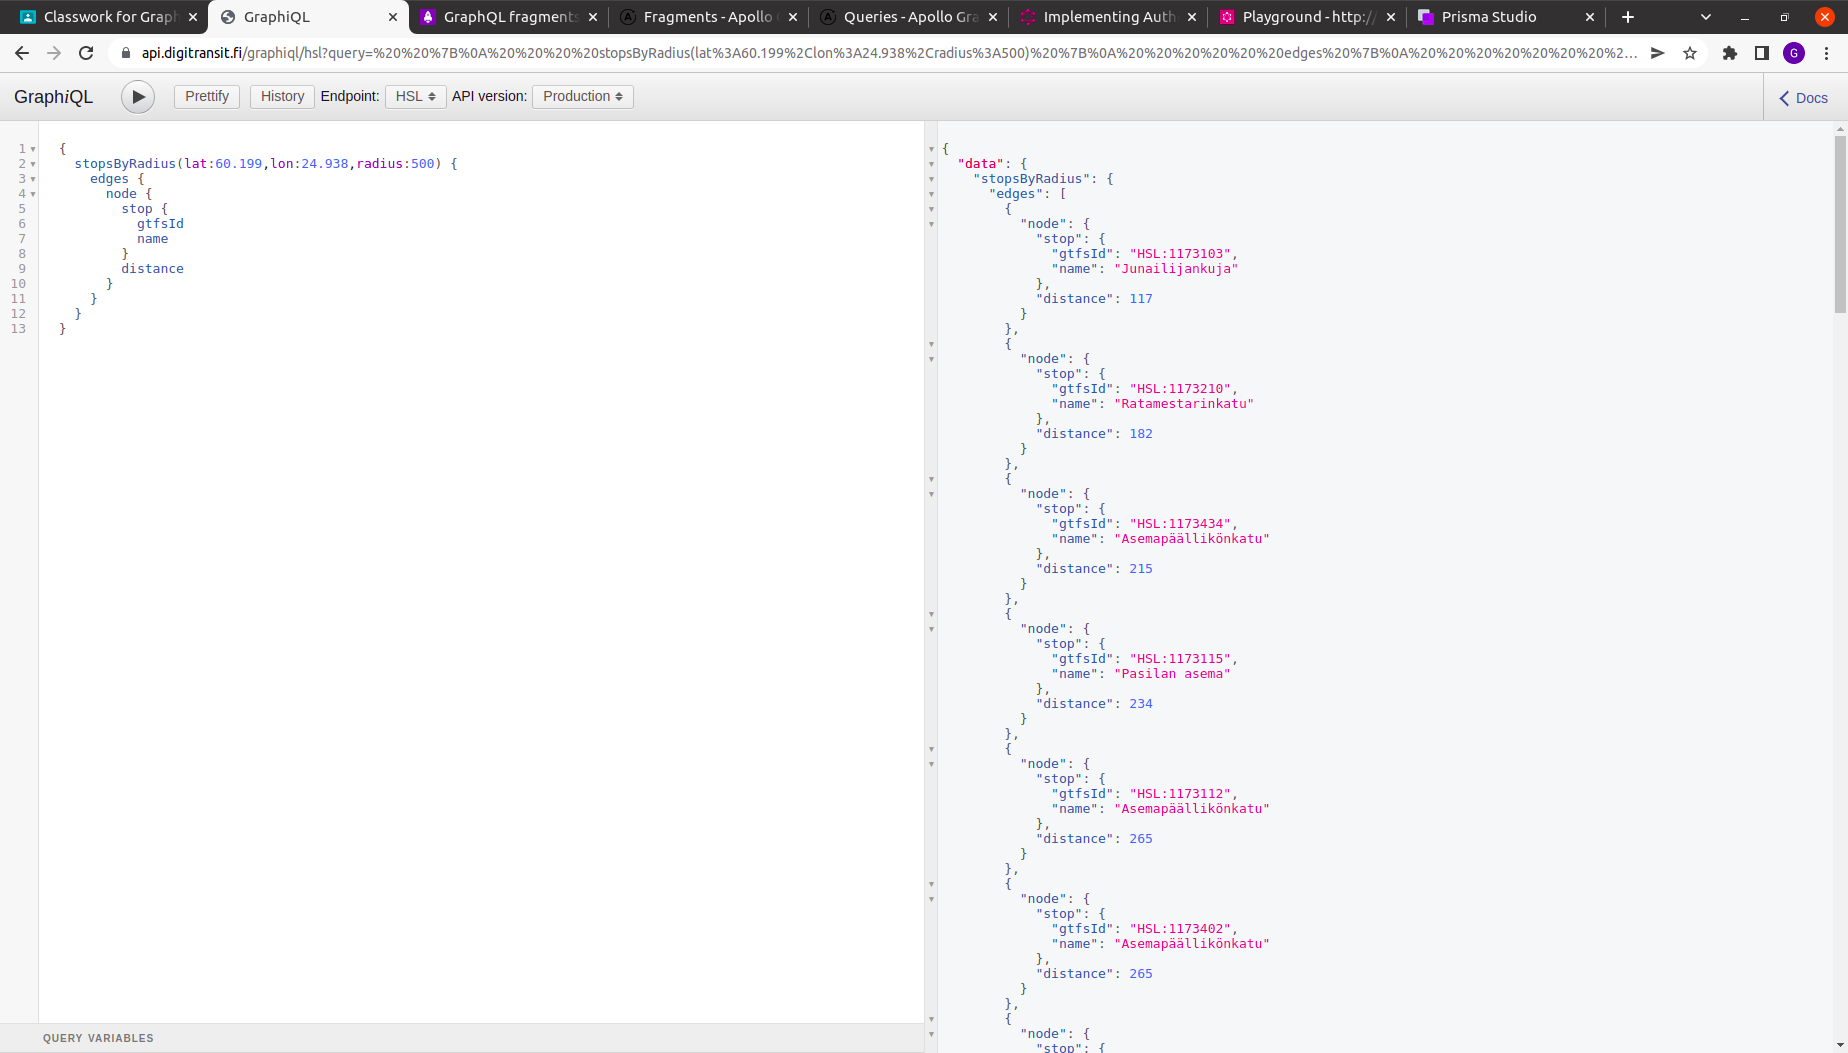 Classwork for Graph
GraphiQL
GraphQL fragments
Fragments - Apollo
Queries - Apollo Gra
Implementing Auth
Playground - http://
Prisma Studio
api.digitransit.fi/graphiql/hsl?query=%20%20%7B%0A%20%20%20%20stopsByRadius(lat%3A60.199%2Clon%3A24.938%2Cradius%3A500)%20%7B%0A%20%20%20%20%20%20edges%20%7B%0A%20%20%20%20%20%20%20%2...
G
GraphiQL
Prettify
History
Endpoint:
HSL
API version:
Production
Docs
1 {
2 stopsByRadius(lat:60.199,lon:24.938,radius:500) {
3 edges {
4 node {
5 stop {
6 gtfsId
7 name
8 }
9 distance
10 }
11 }
12 }
13 }
QUERY VARIABLES
{
"data": {
"stopsByRadius": {
"edges": [
{
"node": {
"stop": {
"gtfsId": "HSL:1173103",
"name": "Junailijankuja"
},
"distance": 117
}
},
{
"node": {
"stop": {
"gtfsId": "HSL:1173210",
"name": "Ratamestarinkatu"
},
"distance": 182
}
},
{
"node": {
"stop": {
"gtfsId": "HSL:1173434",
"name": "Asemapäällikönkatu"
},
"distance": 215
}
},
{
"node": {
"stop": {
"gtfsId": "HSL:1173115",
"name": "Pasilan asema"
},
"distance": 234
}
},
{
"node": {
"stop": {
"gtfsId": "HSL:1173112",
"name": "Asemapäällikönkatu"
},
"distance": 265
}
},
{
"node": {
"stop": {
"gtfsId": "HSL:1173402",
"name": "Asemapäällikönkatu"
},
"distance": 265
}
},
{
"node": {
"stop": {